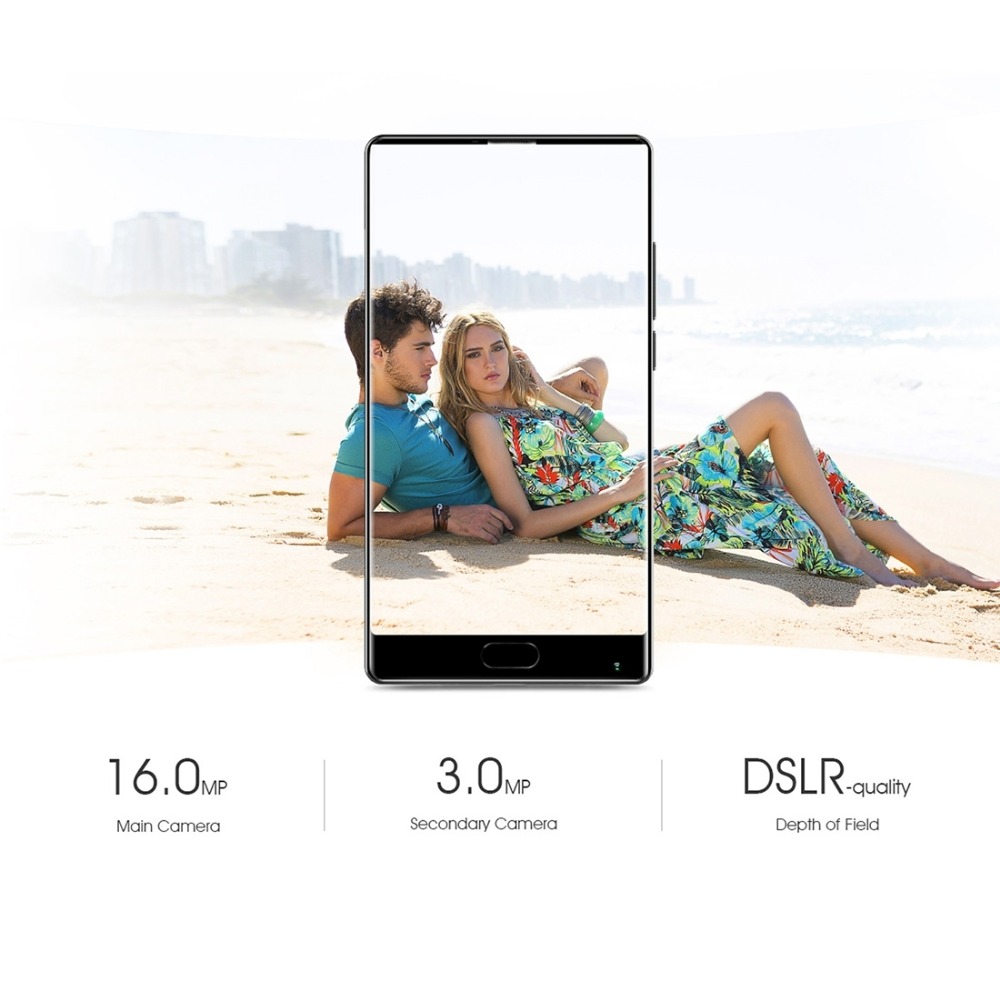 16.0MP
Main Camera
3.0MP
Secondary Camera
DSLR-quality
Depth of Field